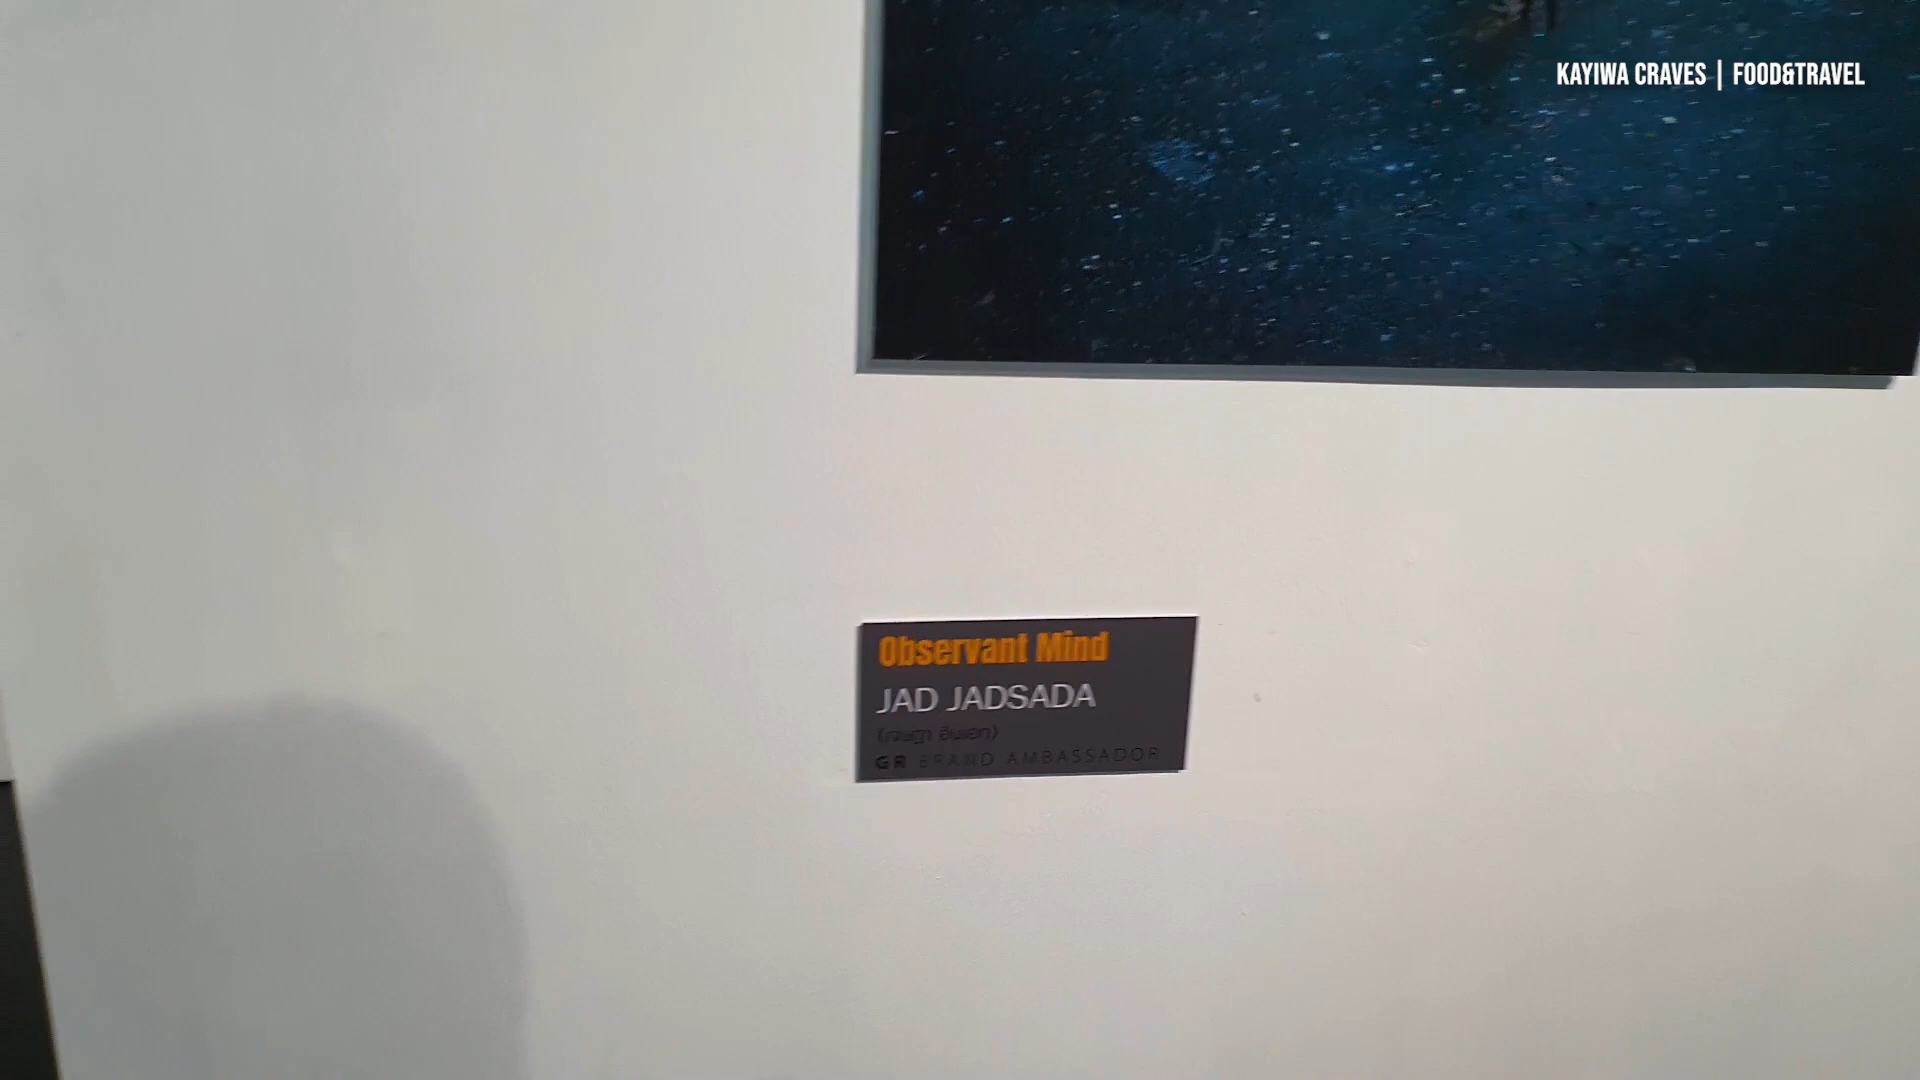 KAYIWA CRAVES | FOOD&TRAVEL
Observant Mind
JAD JADSADA
GR BRAND AMBASSADOR